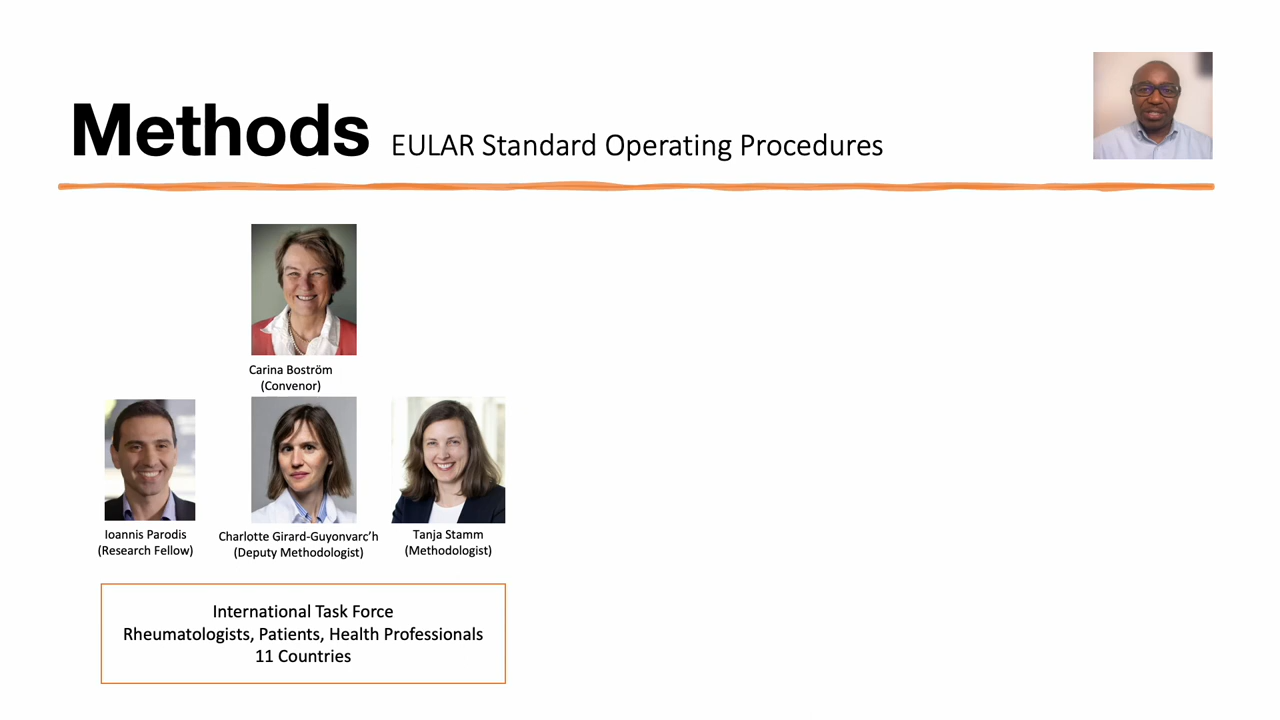 Methods EULAR Standard Operating Procedures
Carina Boström
(Convenor)
Ioannis Parodis
(Research Fellow)
Charlotte Girard-Guyonvarc’h
(Deputy Methodologist)
Tanja Stamm
(Methodologist)
International Task Force
Rheumatologists, Patients, Health Professionals
11 Countries